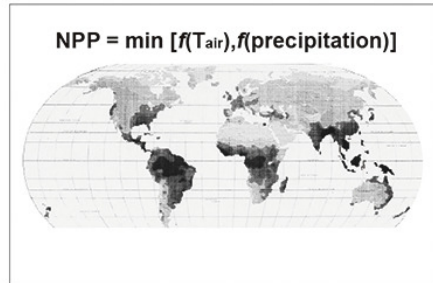 NPP = min [f(Tair),f(precipitation)]